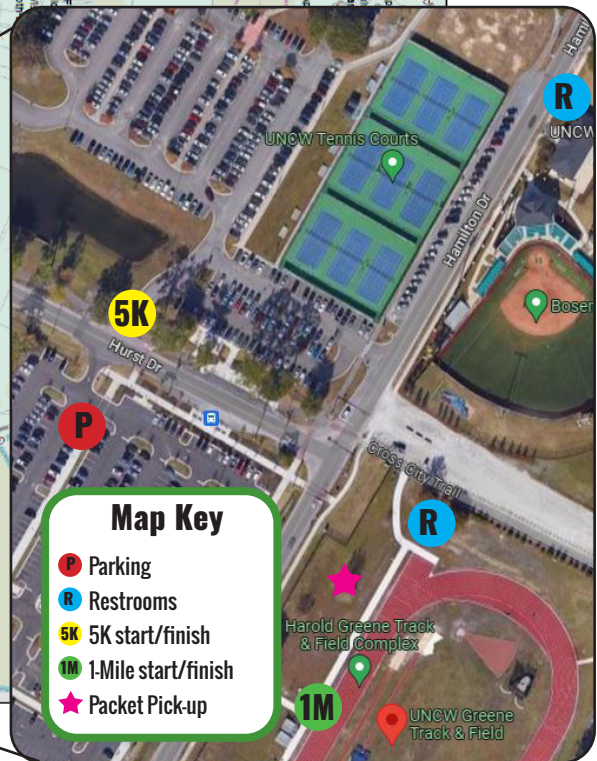 Hamil
R
UNCW
UNCW Tennis Courts
Hamilton Dr
Boser
5K
Hurst Dr
P
Cross City Trail
R
Map Key
P Parking
R Restrooms
5K 5K start/finish
1M 1-Mile start/finish
Packet Pick-up
Harold Greene Track
& Field Complex
1M
UNCW Greene
Track & Field